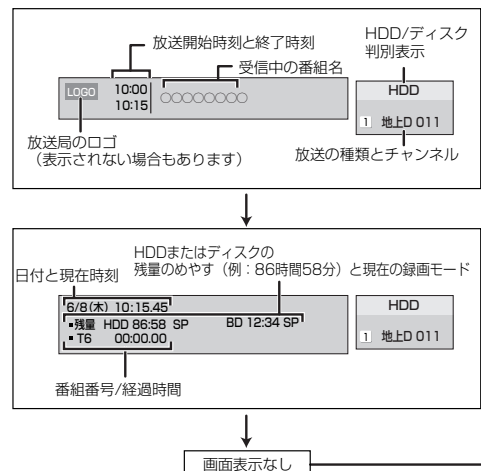 放送開始時刻と終了時刻
受信中の番組名
HDD/ディスク
判別表示
LOGO
10:00
10:15
○○○○○○○○
HDD
1 地上D 011
放送局のロゴ
（表示されない場合もあります）
放送の種類とチャンネル
HDDまたはディスクの
残量のめやす（例：86時間58分）と現在の録画モード
日付と現在時刻
6/8(木) 10:15.45
▪残量 HDD 86:58 SP BD 12:34 SP
▪T6 00:00.00
HDD
1 地上D 011
番組番号/経過時間
画面表示なし